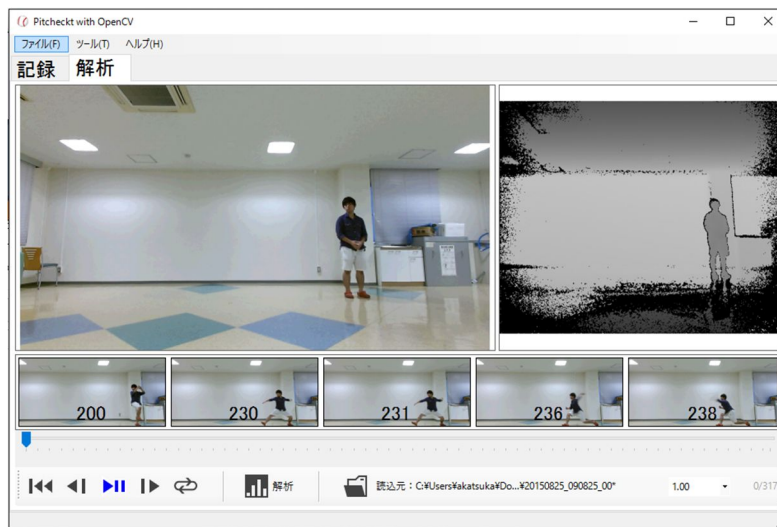 Pitcheckt with OpenCV
ファイル(F) ツール(T) ヘルプ(H)
記録 解析
200 230 231 236 238
解析 読込元：C:¥Users¥akatsuka¥Do...¥20150825_090825_00* 1.00 0/317